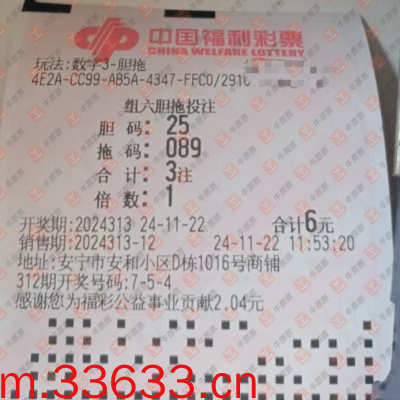 中国福利彩票
CHINA WELFARE LOTTERY
玩法:数字3-胆拖
4E2A-CC99-AB5A-4347-FFC0/2910
组六胆拖投注
胆 码: 25
拖 码: 089
合 计: 3注
倍 数: 1
开奖期:2024313 24-11-22 合计6元
销售期:2024313-12 24-11-22 11:53:20
地址:安宁市安和小区D栋1016号商铺
312期开奖号码:7-5-4
感谢您为福彩公益事业贡献2.04元
m.33633.cn